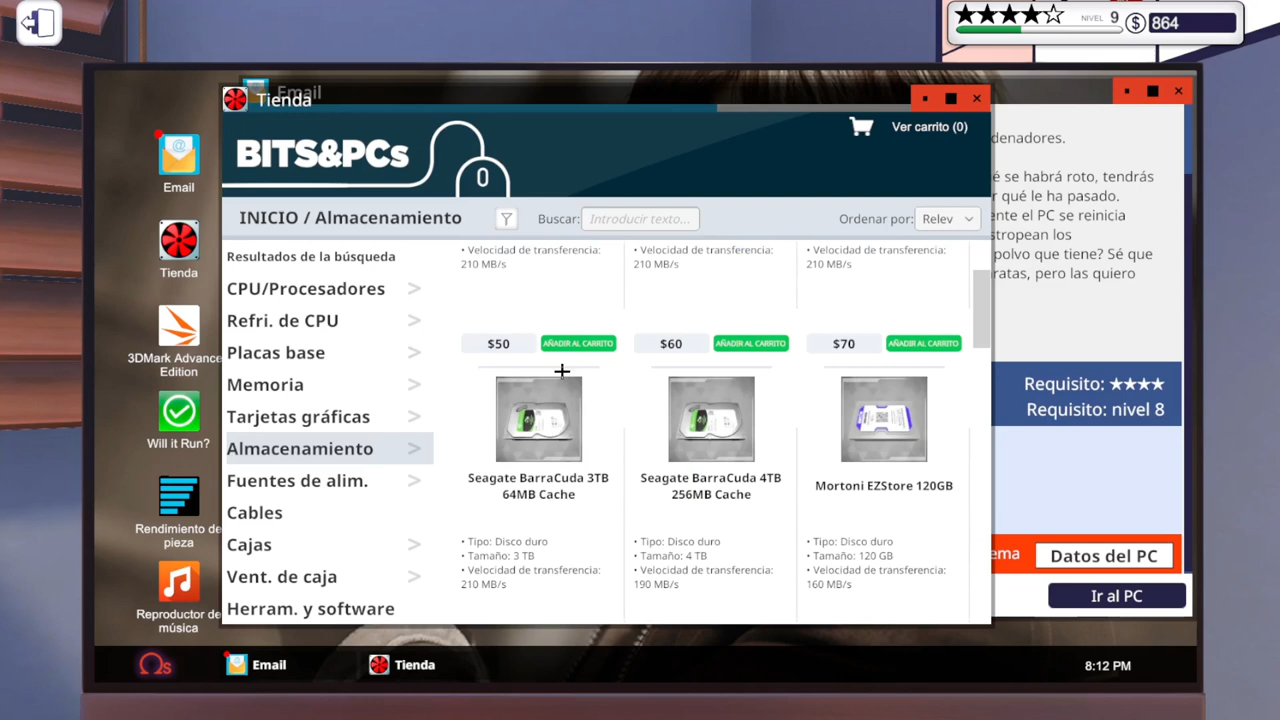 NIVEL 9
$ 864
Email
Tienda
BITS&PCs
Ver carrito (0)
INICIO / Almacenamiento
Buscar: Introducir texto...
Ordenar por: Relev
Resultados de la búsqueda
CPU/Procesadores >
Refri. de CPU >
Placas base >
Memoria >
Tarjetas gráficas >
Almacenamiento >
Fuentes de alim. >
Cables
Cajas >
Vent. de caja >
Herram. y software
• Velocidad de transferencia:
210 MB/s
$50 AÑADIR AL CARRITO
• Velocidad de transferencia:
210 MB/s
$60 AÑADIR AL CARRITO
• Velocidad de transferencia:
210 MB/s
$70 AÑADIR AL CARRITO
Seagate BarraCuda 3TB
64MB Cache
• Tipo: Disco duro
• Tamaño: 3 TB
• Velocidad de transferencia:
210 MB/s
Seagate BarraCuda 4TB
256MB Cache
• Tipo: Disco duro
• Tamaño: 4 TB
• Velocidad de transferencia:
190 MB/s
Mortoni EZStore 120GB
• Tipo: Disco duro
• Tamaño: 120 GB
• Velocidad de transferencia:
160 MB/s
denadores.
é se habrá roto, tendrás
r qué le ha pasado.
ente el PC se reinicia
stropean los
polvo que tiene? Sé que
ratas, pero las quiero
Requisito: ★★★★
Requisito: nivel 8
ema
Datos del PC
Ir al PC
Email
Tienda
3DMark Advance
Edition
Will it Run?
Rendimiento de
pieza
Reproductor de
música
Ωs
Email
Tienda
8:12 PM